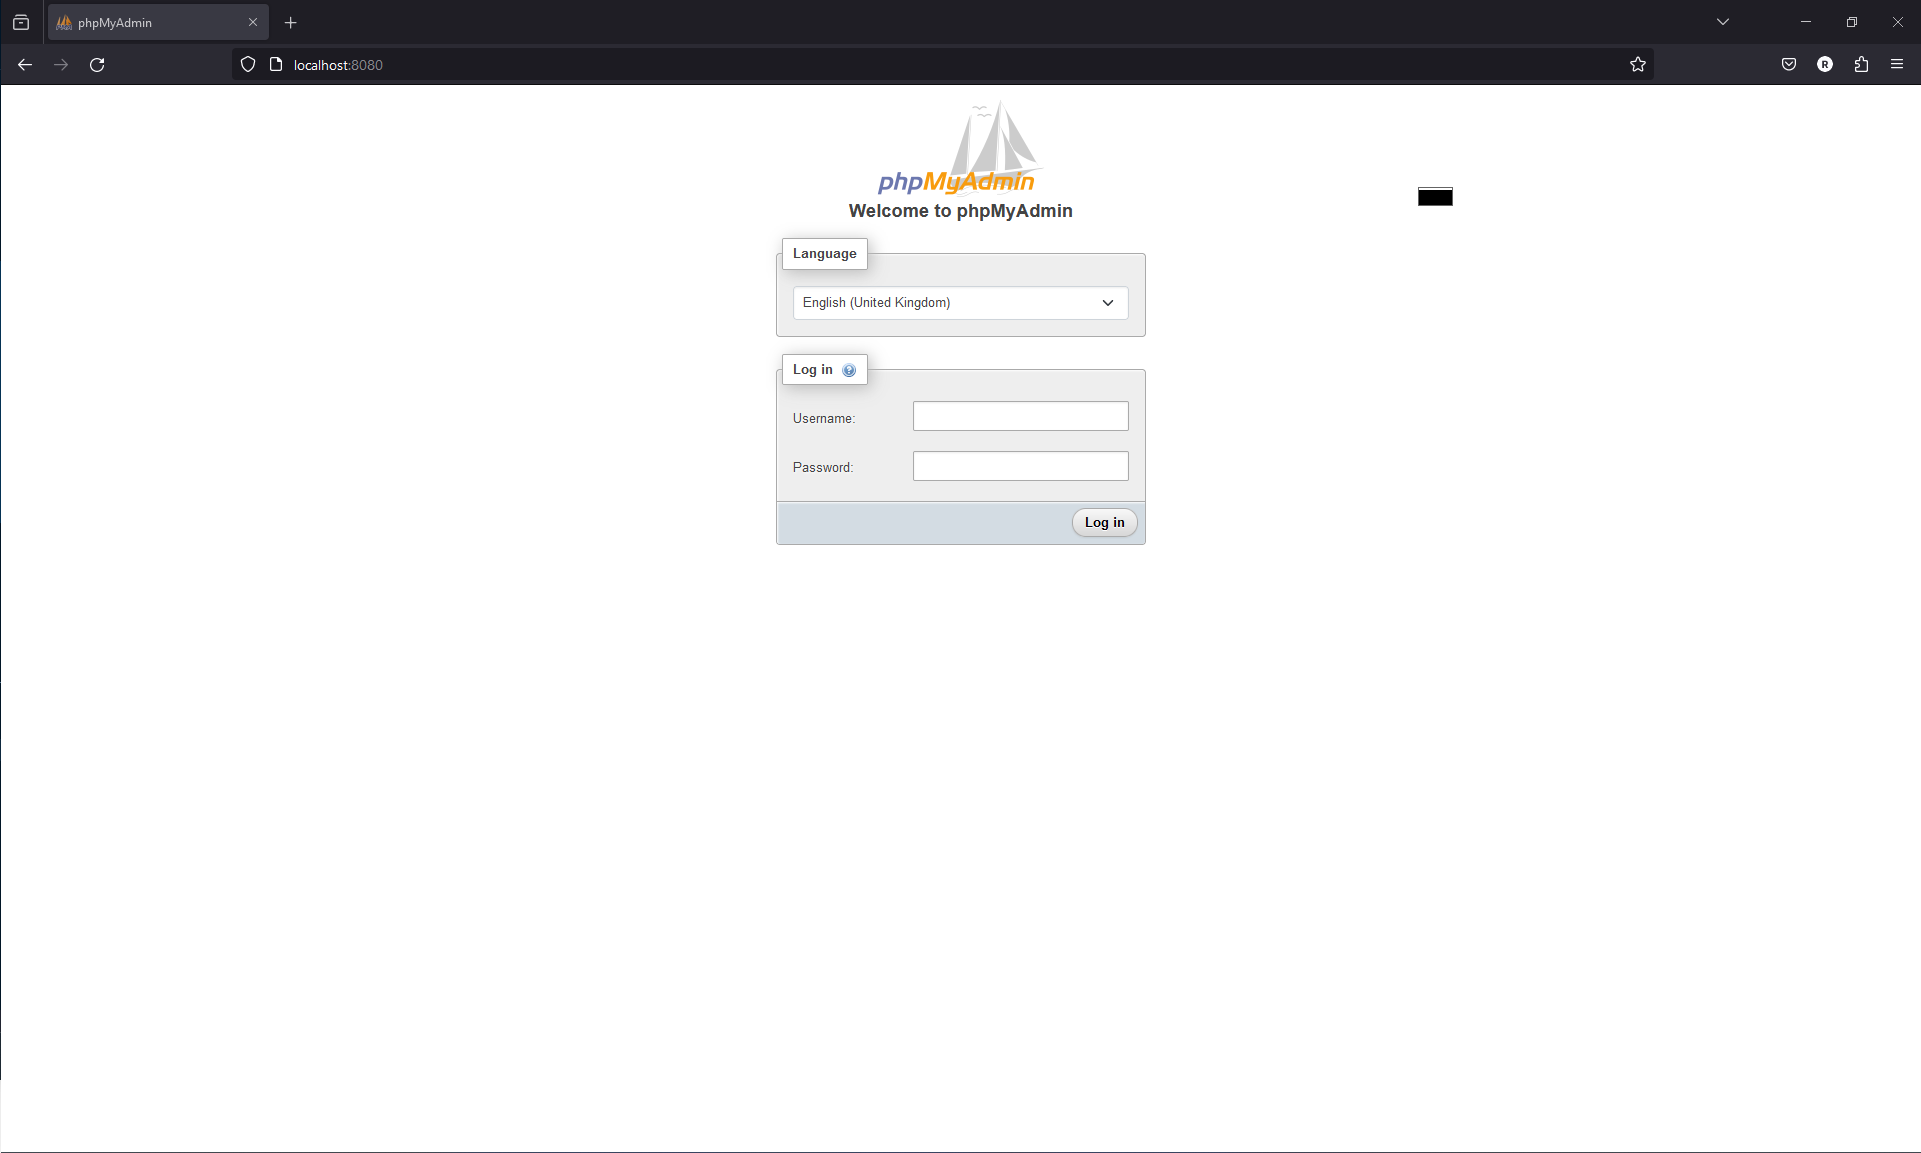 phpMyAdmin
localhost:8080
R
phpMyAdmin
Welcome to phpMyAdmin
Language
English (United Kingdom)
Log in
Username:
Password:
Log in